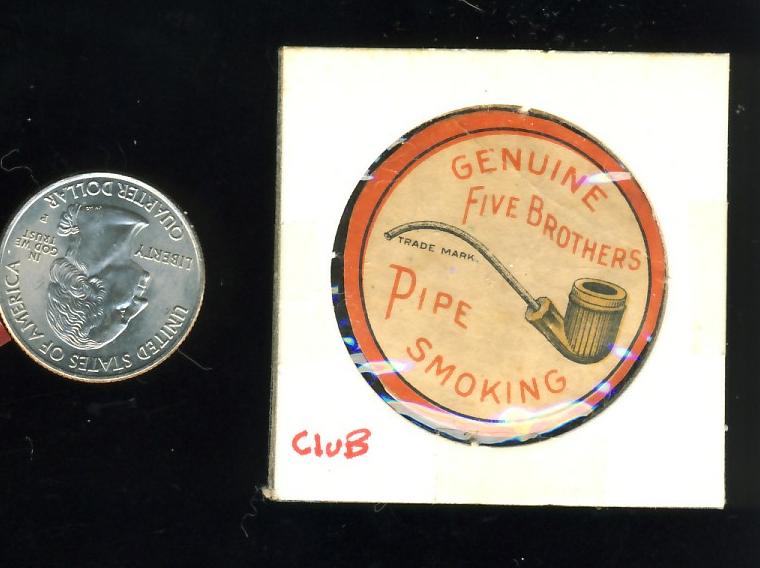 GENUINE
FIVE BROTHERS
TRADE MARK.
PIPE
SMOKING
CluB
UNITED STATES OF AMERICA
LIBERTY
IN
GOD WE
TRUST
P
QUARTER DOLLAR